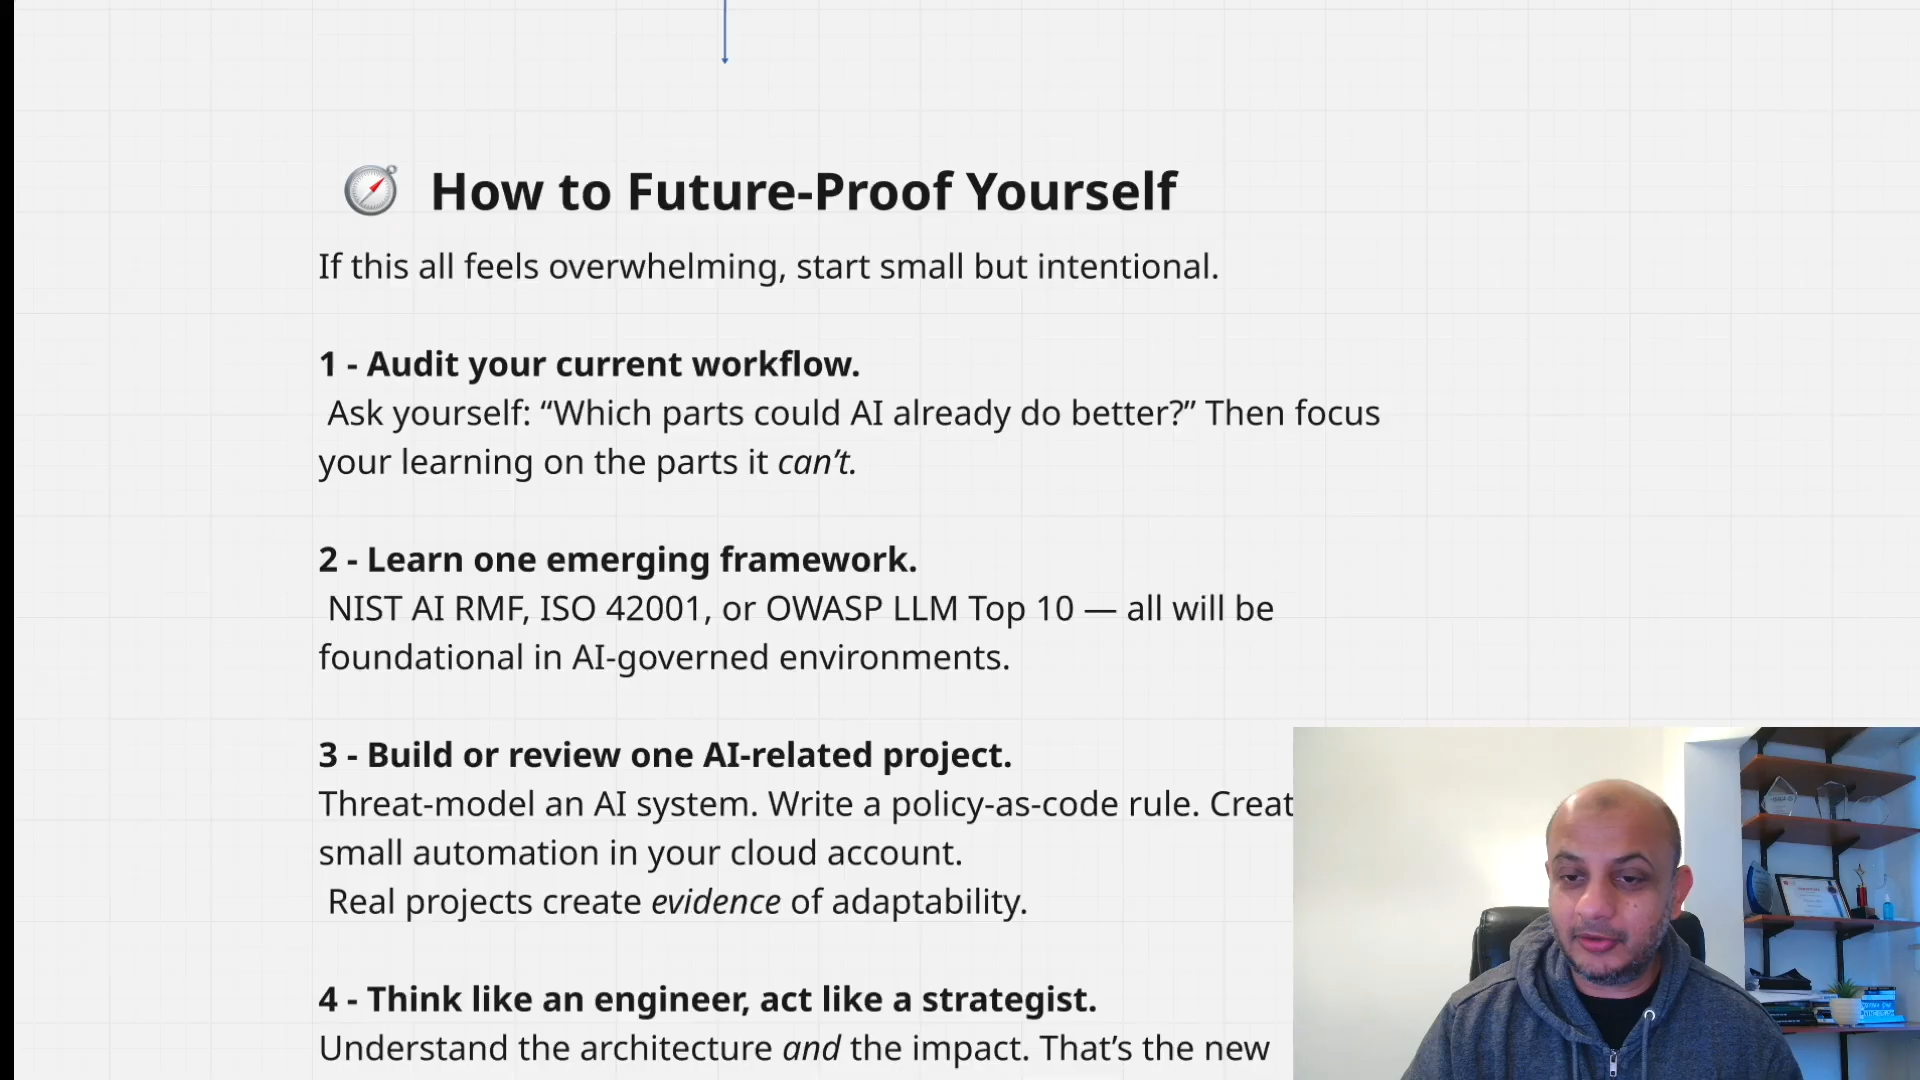 How to Future-Proof Yourself
If this all feels overwhelming, start small but intentional.
1 - Audit your current workflow.
Ask yourself: “Which parts could AI already do better?” Then focus
your learning on the parts it can’t.
2 - Learn one emerging framework.
NIST AI RMF, ISO 42001, or OWASP LLM Top 10 — all will be
foundational in AI-governed environments.
3 - Build or review one AI-related project.
Threat-model an AI system. Write a policy-as-code rule. Creat
small automation in your cloud account.
Real projects create evidence of adaptability.
4 - Think like an engineer, act like a strategist.
Understand the architecture and the impact. That’s the new